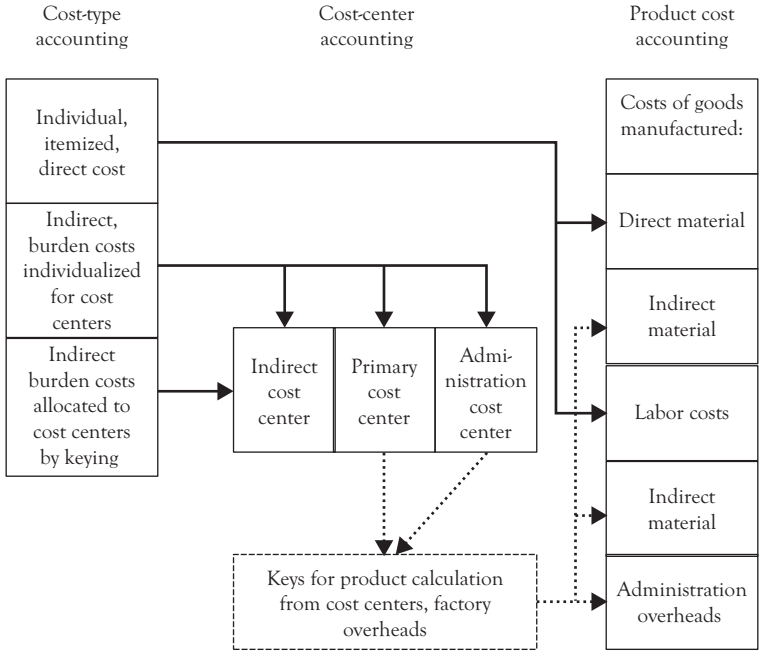 Cost-type
accounting
Cost-center
accounting
Product cost
accounting
Individual,
itemized,
direct cost
Indirect,
burden costs
individualized
for cost
centers
Indirect
burden costs
allocated to
cost centers
by keying
Indirect
cost
center
Primary
cost
center
Admi-
nistration
cost
center
Keys for product calculation
from cost centers, factory
overheads
Costs of goods
manufactured:
Direct material
Indirect
material
Labor costs
Indirect
material
Administration
overheads